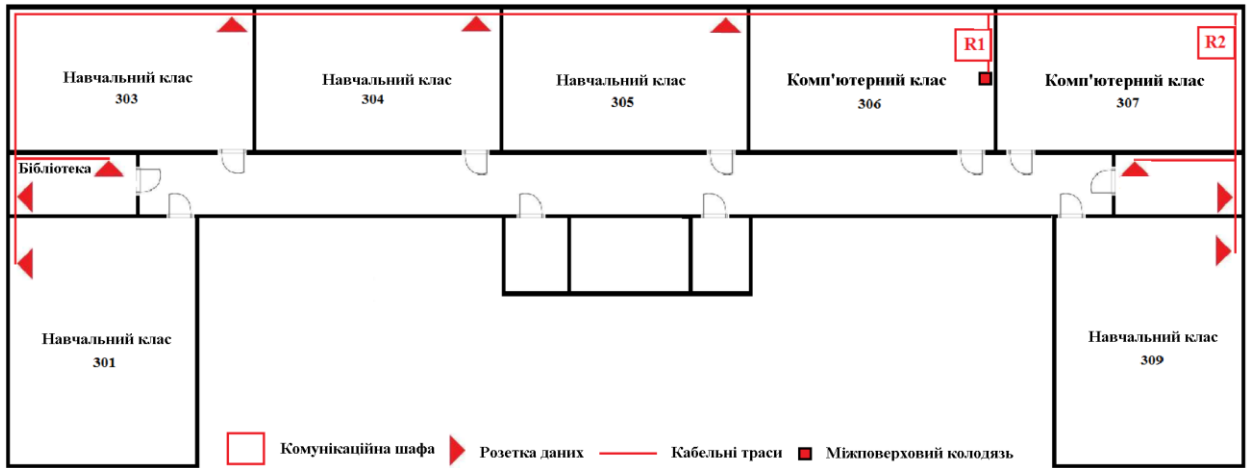 R1
R2
Навчальний клас
303
Навчальний клас
304
Навчальний клас
305
Комп'ютерний клас
306
Комп'ютерний клас
307
Бібліотека
Навчальний клас
301
Навчальний клас
309
Комунікаційна шафа
Розетка даних
Кабельні траси
Міжповерховий колодязь